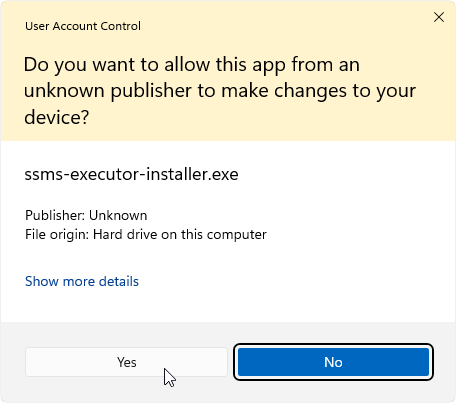 User Account Control
Do you want to allow this app from an
unknown publisher to make changes to your
device?
ssms-executor-installer.exe
Publisher: Unknown
File origin: Hard drive on this computer
Show more details
Yes
No